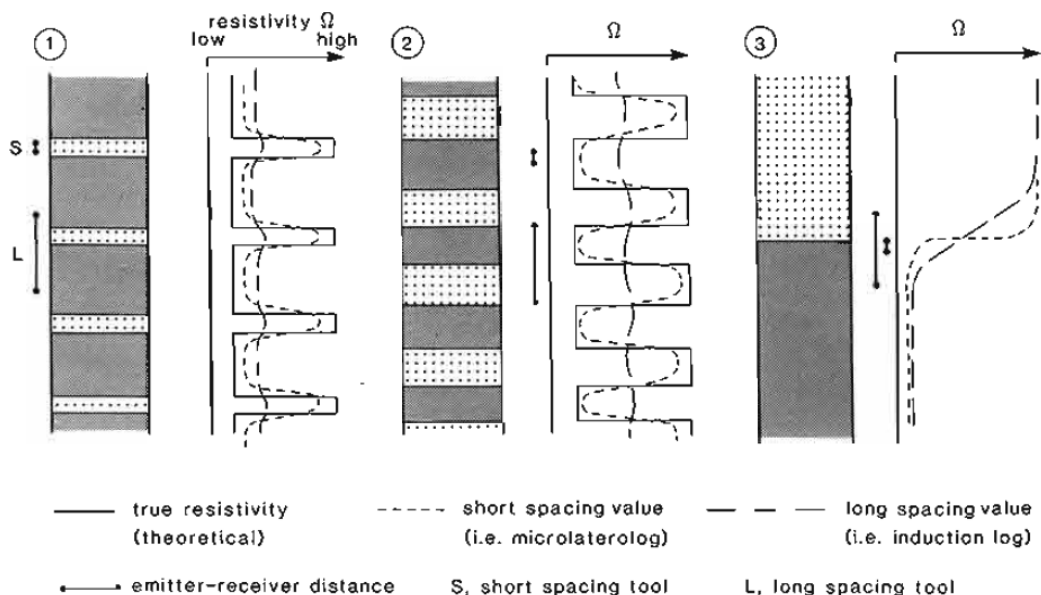 1
resistivity Ω
low high
S
L
2
Ω
3
Ω
true resistivity
(theoretical)
short spacing value
(i.e. microlaterolog)
long spacing value
(i.e. induction log)
emitter-receiver distance
S, short spacing tool
L, long spacing tool